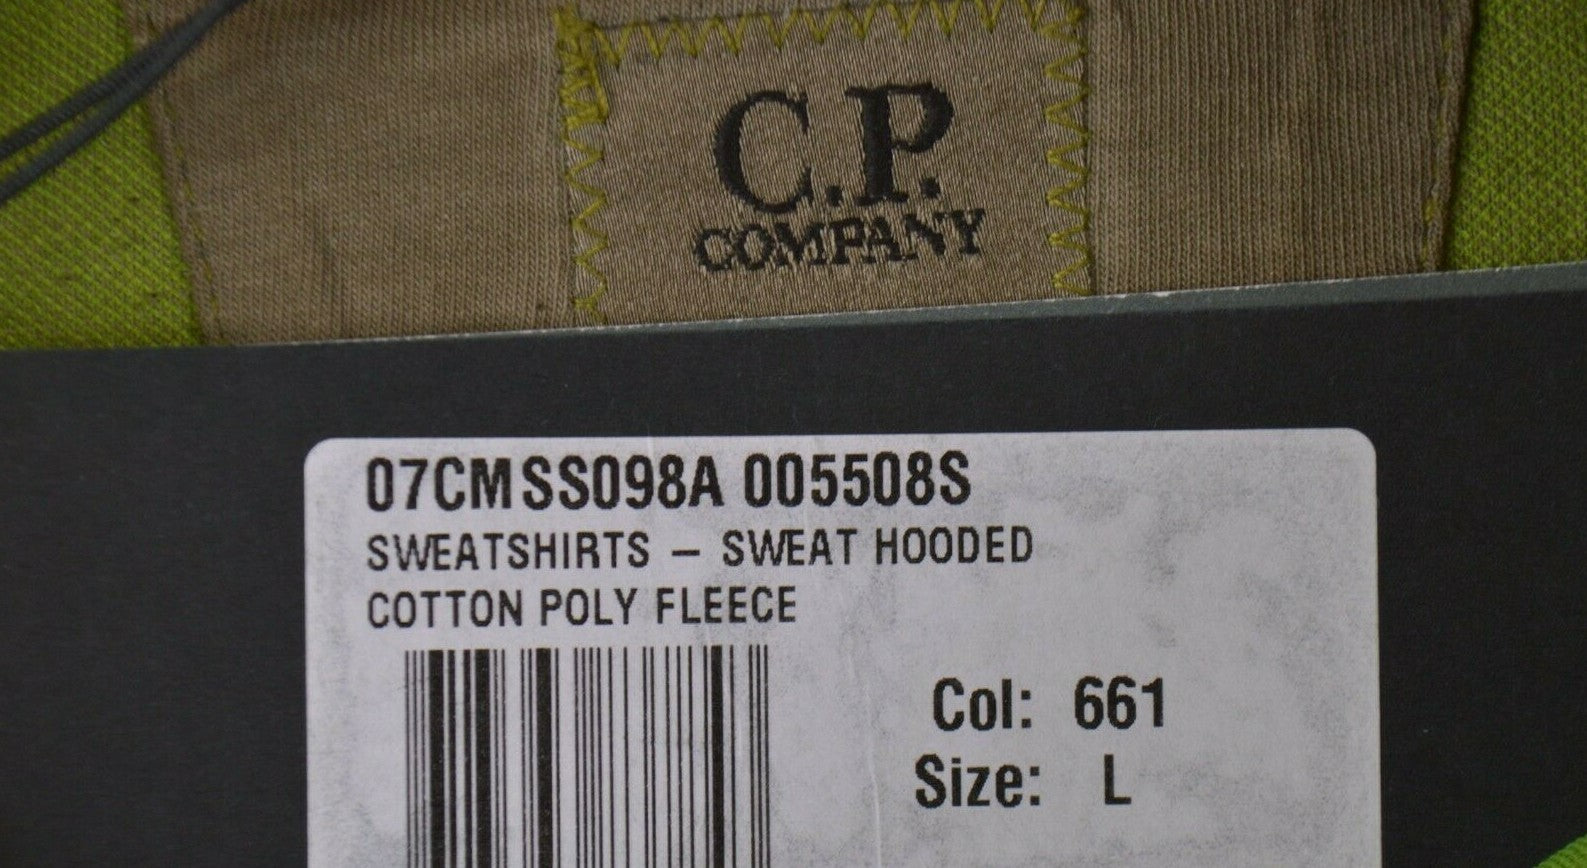 C.P.
COMPANY
07CMSS098A 005508S
SWEATSHIRTS – SWEAT HOODED
COTTON POLY FLEECE
Col: 661
Size: L